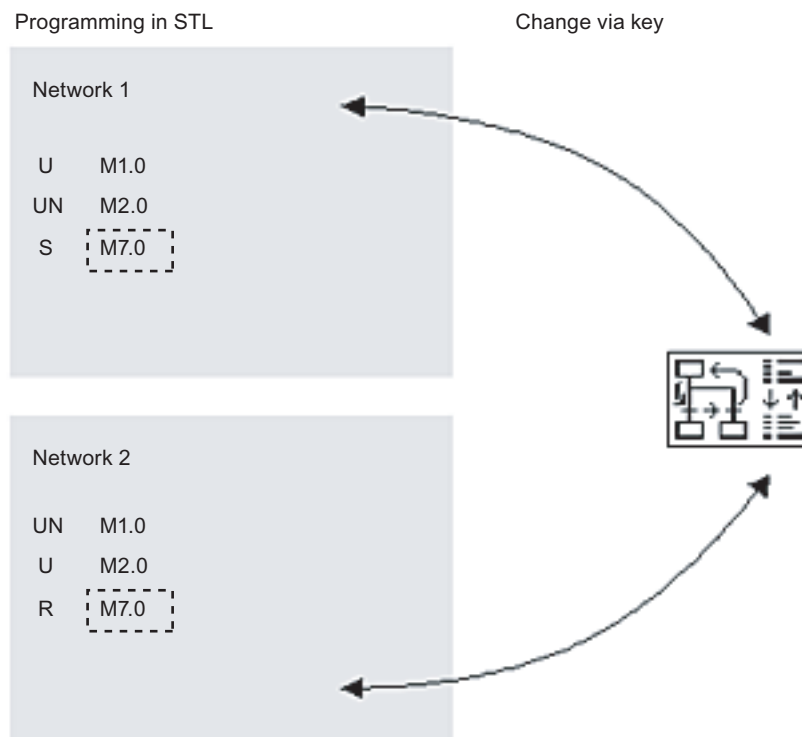 Programming in STL
Change via key
Network 1
U M1.0
UN M2.0
S M7.0
Network 2
UN M1.0
U M2.0
R M7.0